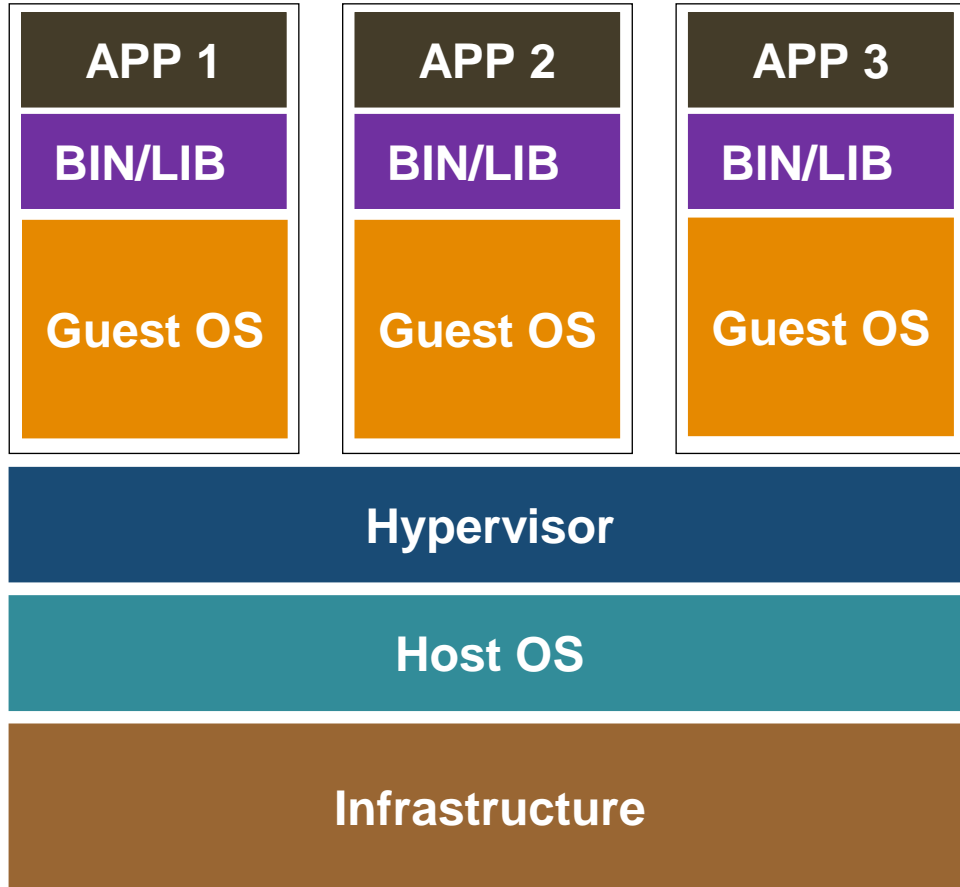 APP 1
APP 2
APP 3
BIN/LIB
BIN/LIB
BIN/LIB
Guest OS
Guest OS
Guest OS
Hypervisor
Host OS
Infrastructure